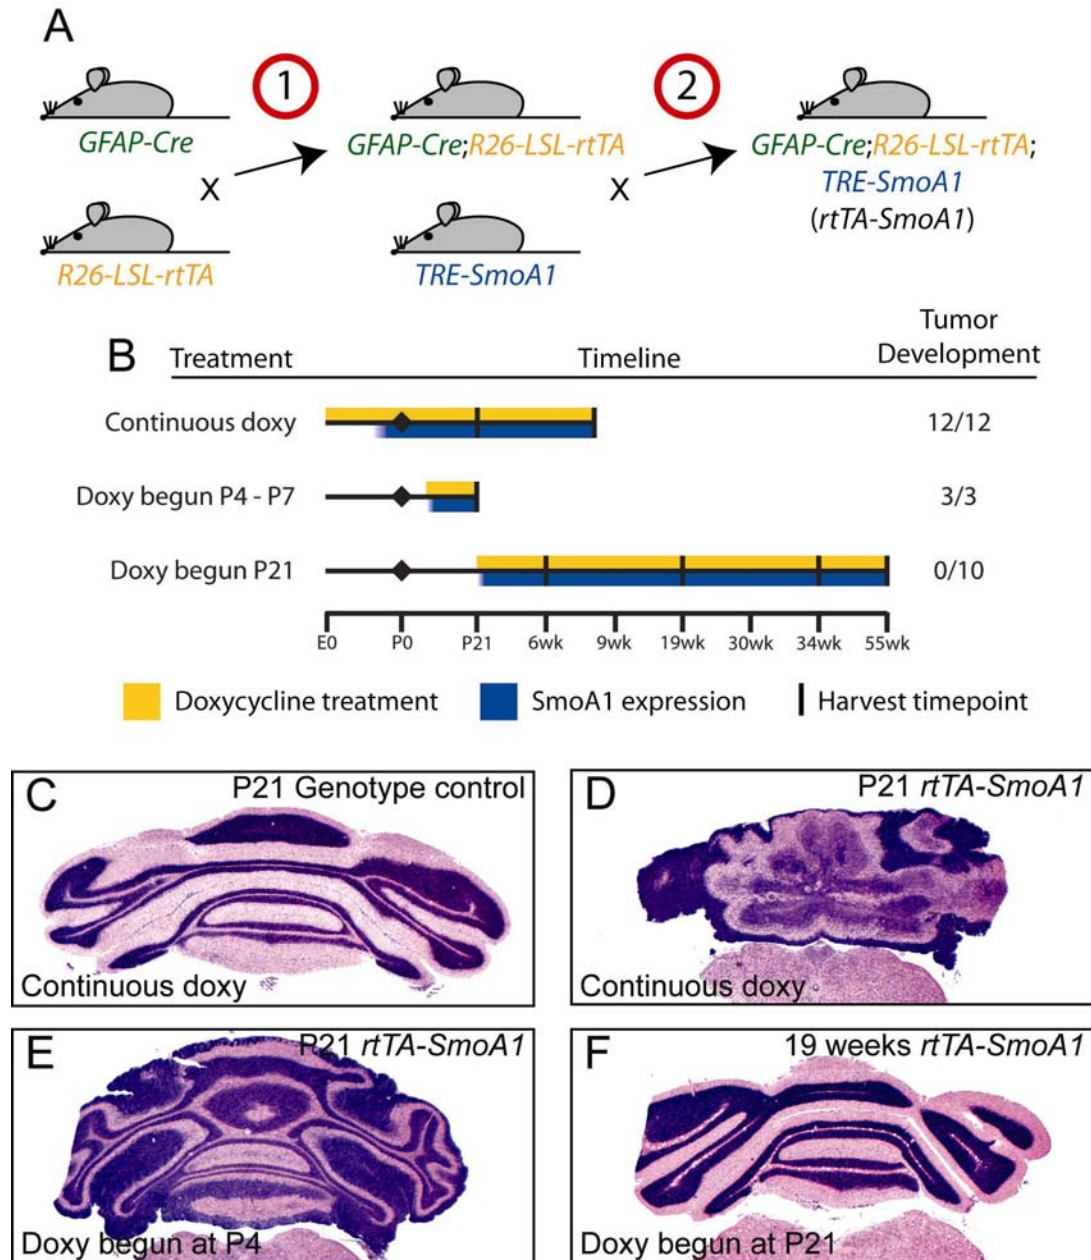 A
1
2
GFAP-Cre
GFAP-Cre;R26-LSL-rtTA
GFAP-Cre;R26-LSL-rtTA;
TRE-SmoA1
(rtTA-SmoA1)
X
X
R26-LSL-rtTA
TRE-SmoA1
B
Treatment
Timeline
Tumor
Development
Continuous doxy
12/12
Doxy begun P4 - P7
3/3
Doxy begun P21
0/10
E0 P0 P21 6wk 9wk 19wk 30wk 34wk 55wk
Doxycycline treatment
SmoA1 expression
Harvest timepoint
C
P21 Genotype control
Continuous doxy
D
P21 rtTA-SmoA1
Continuous doxy
E
P21 rtTA-SmoA1
Doxy begun at P4
F
19 weeks rtTA-SmoA1
Doxy begun at P21